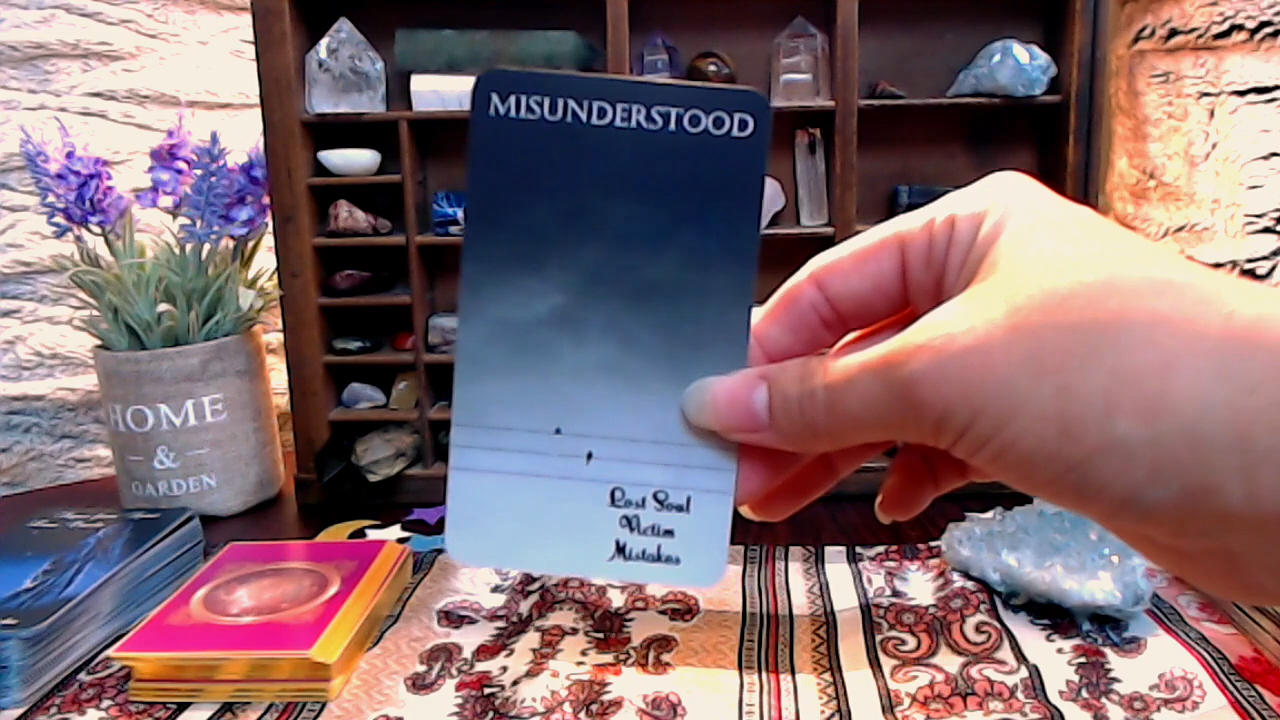 MISUNDERSTOOD
Lost Soul
Victim
Mistakes
HOME
&
GARDEN